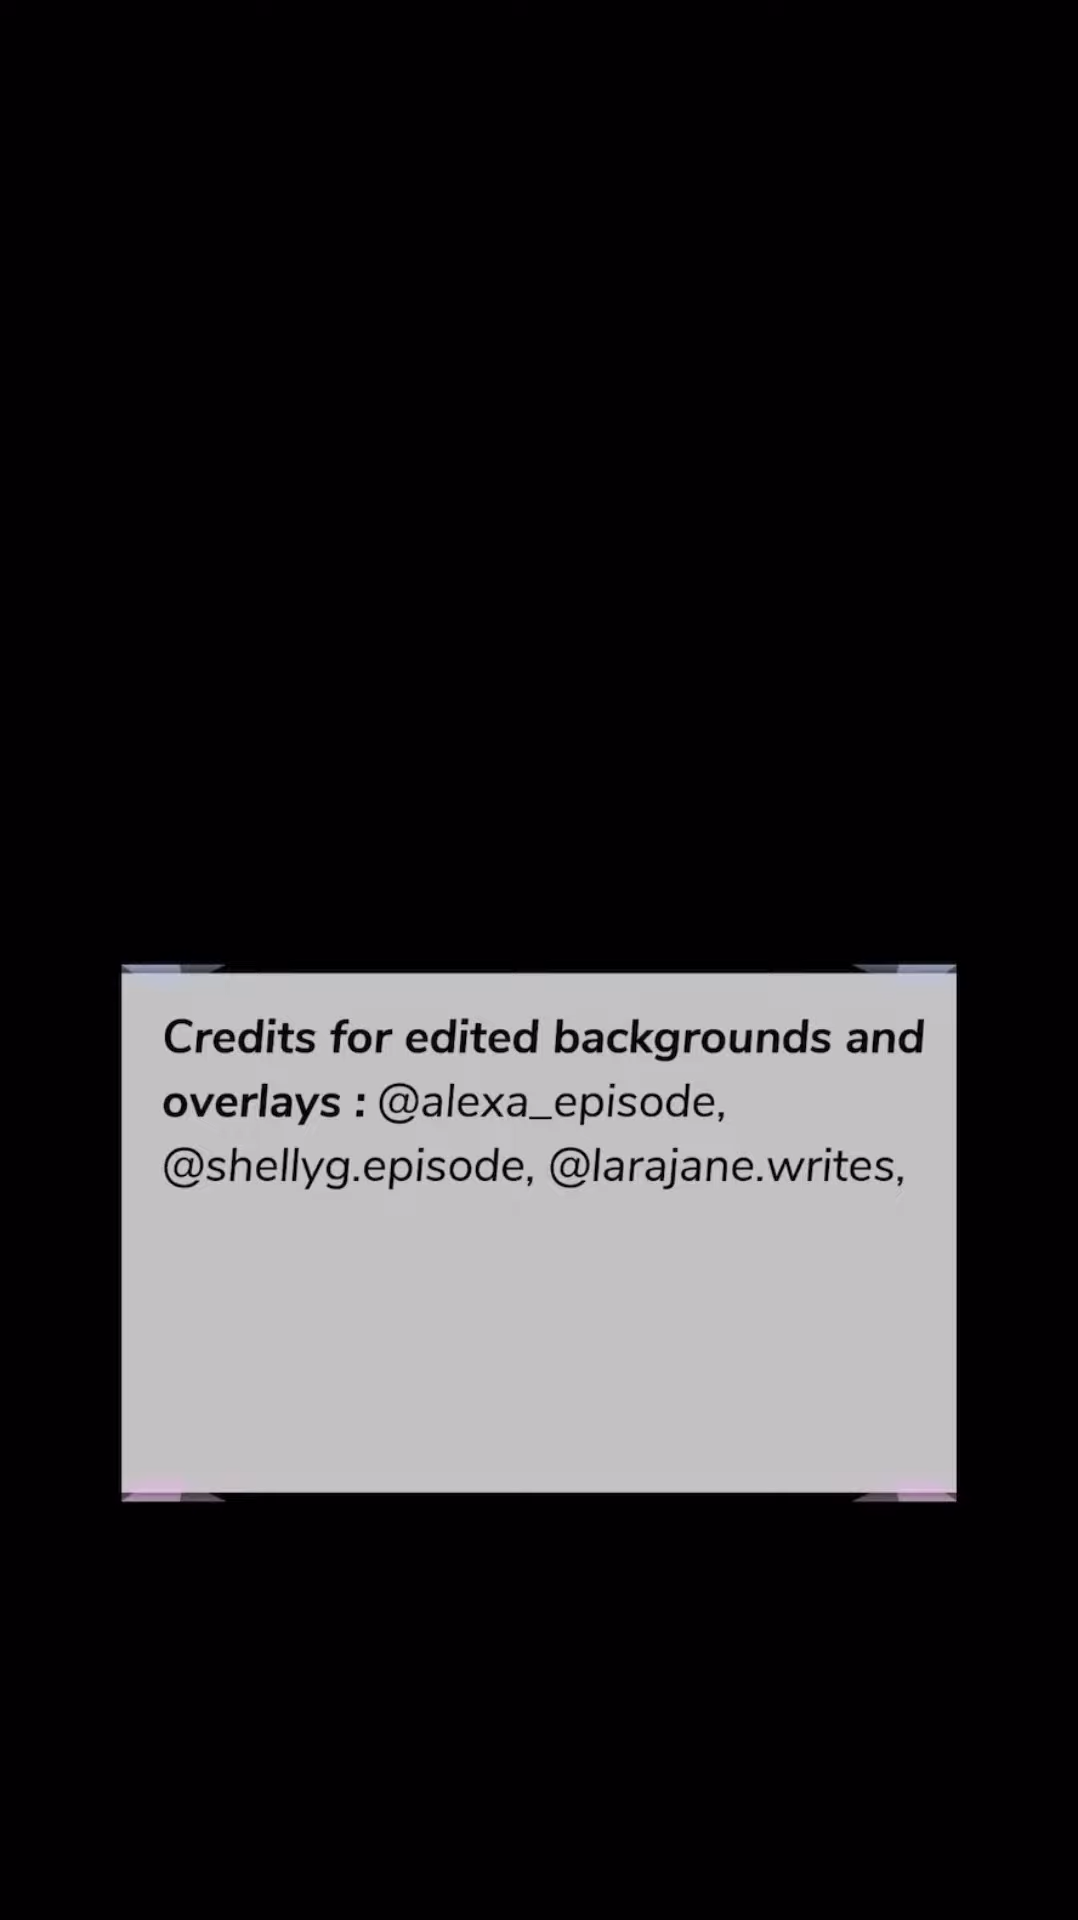 Credits for edited backgrounds and
overlays : @alexa_episode,
@shellyg.episode, @larajane.writes,